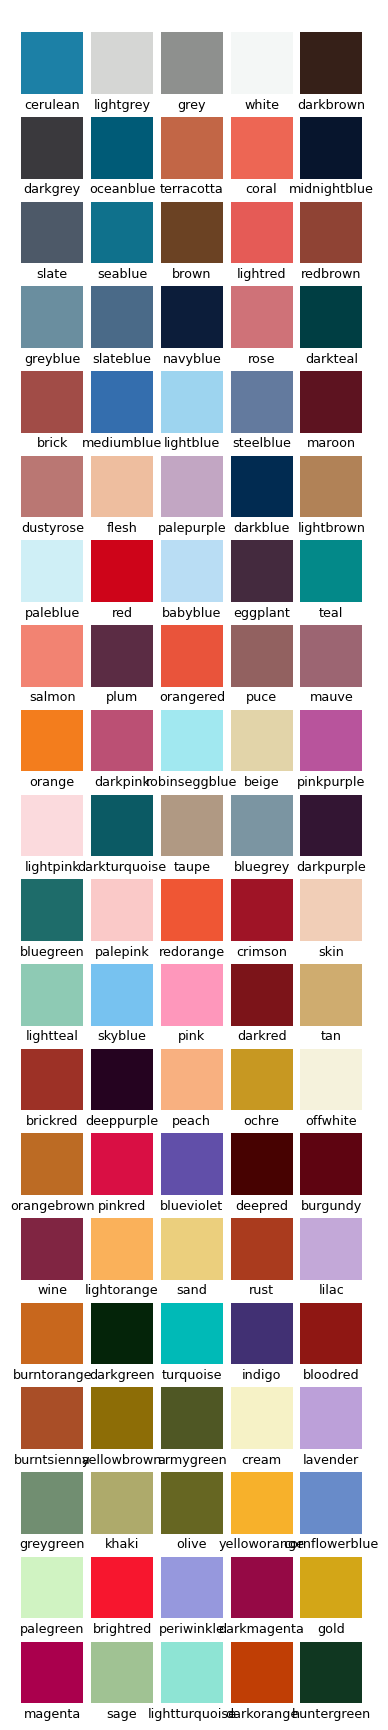 cerulean lightgrey grey white darkbrown
darkgrey oceanblue terracotta coral midnightblue
slate seablue brown lightred redbrown
greyblue slateblue navyblue rose darkteal
brick mediumblue lightblue steelblue maroon
dustyrose flesh palepurple darkblue lightbrown
paleblue red babyblue eggplant teal
salmon plum orangered puce mauve
orange darkpink robinseggblue beige pinkpurple
lightpink darkturquoise taupe bluegrey darkpurple
bluegreen palepink redorange crimson skin
lightteal skyblue pink darkred tan
brickred deeppurple peach ochre offwhite
orangebrown pinkred blueviolet deepred burgundy
wine lightorange sand rust lilac
burntorange darkgreen turquoise indigo bloodred
burntsienna yellowbrown armygreen cream lavender
greygreen khaki olive yelloworange cornflowerblue
palegreen brightred periwinkle darkmagenta gold
magenta sage lightturquoise darkorange huntergreen